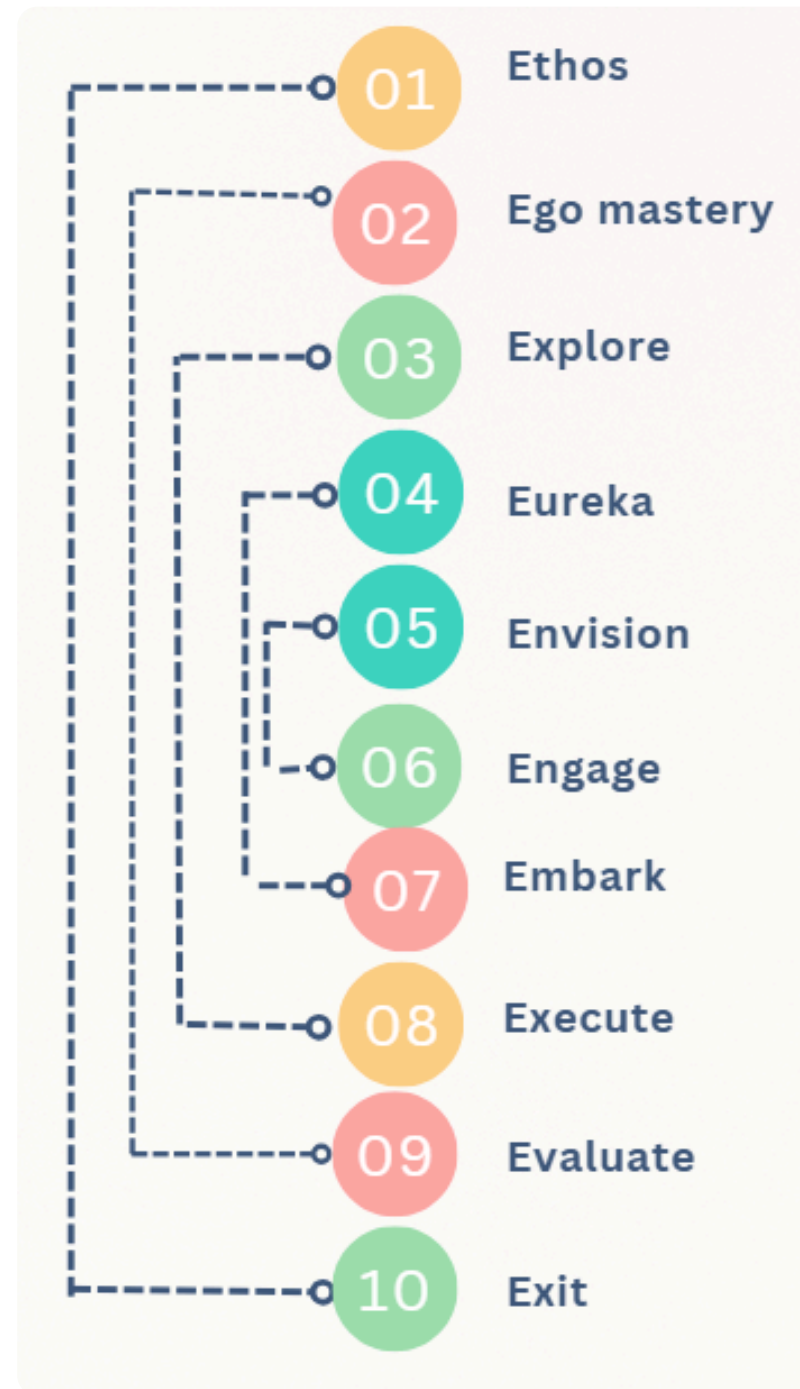 01 Ethos
02 Ego mastery
03 Explore
04 Eureka
05 Envision
06 Engage
07 Embark
08 Execute
09 Evaluate
10 Exit